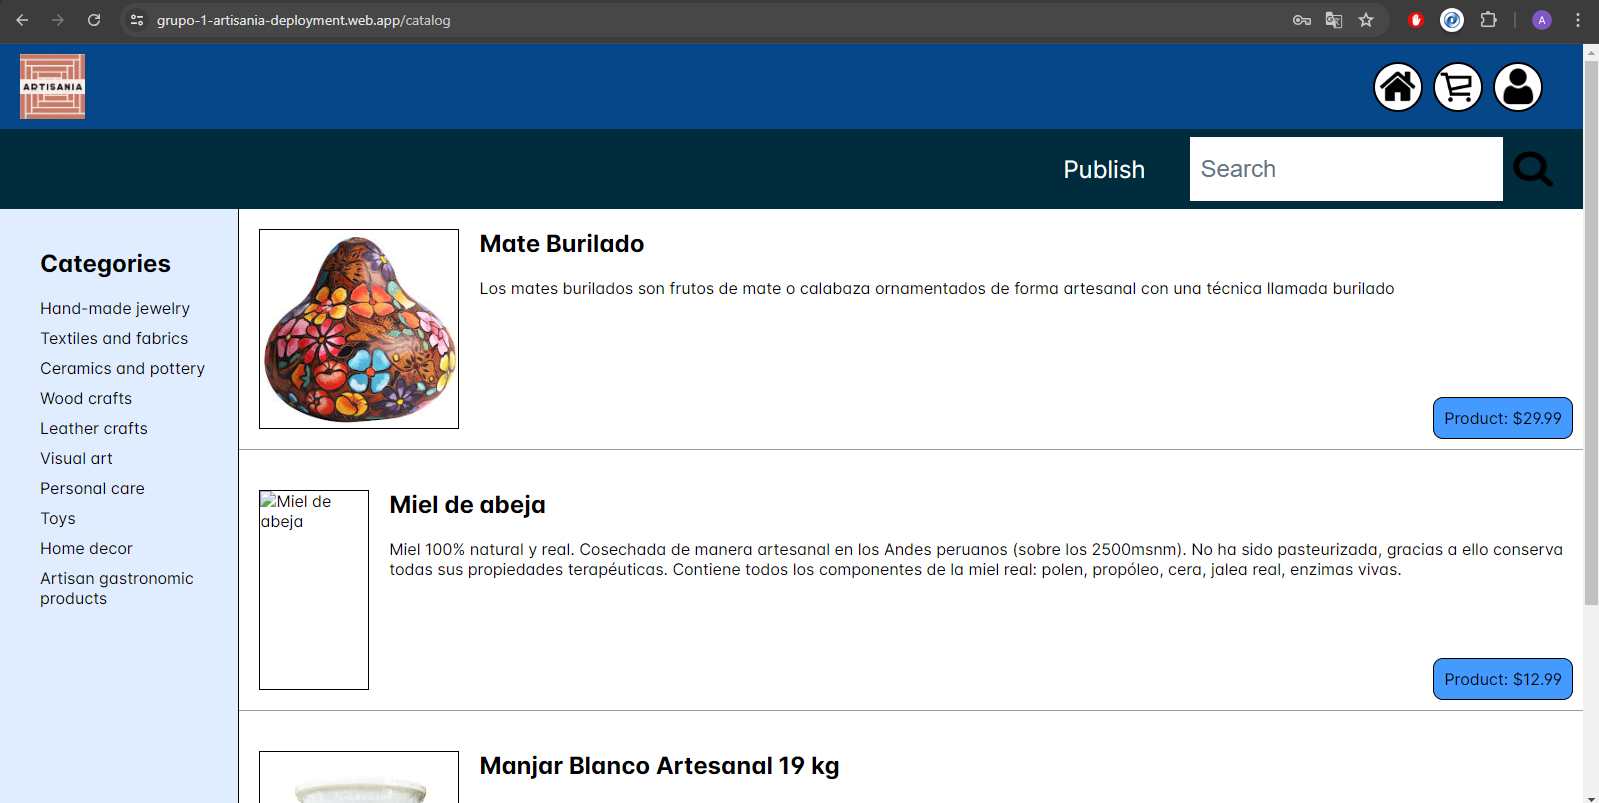 grupo-1-artisania-deployment.web.app/catalog
A
ARTISANIA
Publish
Search
Categories
Hand-made jewelry
Textiles and fabrics
Ceramics and pottery
Wood crafts
Leather crafts
Visual art
Personal care
Toys
Home decor
Artisan gastronomic
products
Mate Burilado
Los mates burilados son frutos de mate o calabaza ornamentados de forma artesanal con una técnica llamada burilado
Product: $29.99
Miel de
abeja
Miel de abeja
Miel 100% natural y real. Cosechada de manera artesanal en los Andes peruanos (sobre los 2500msnm). No ha sido pasteurizada, gracias a ello conserva
todas sus propiedades terapéuticas. Contiene todos los componentes de la miel real: polen, propóleo, cera, jalea real, enzimas vivas.
Product: $12.99
Manjar Blanco Artesanal 19 kg